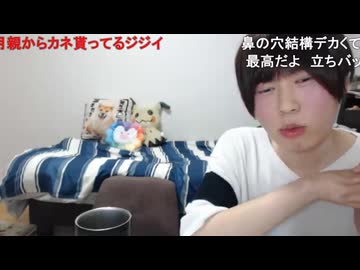 月親からカネ貰ってるジジイ
鼻の穴結構デカくて
最高だよ　立ちバッ